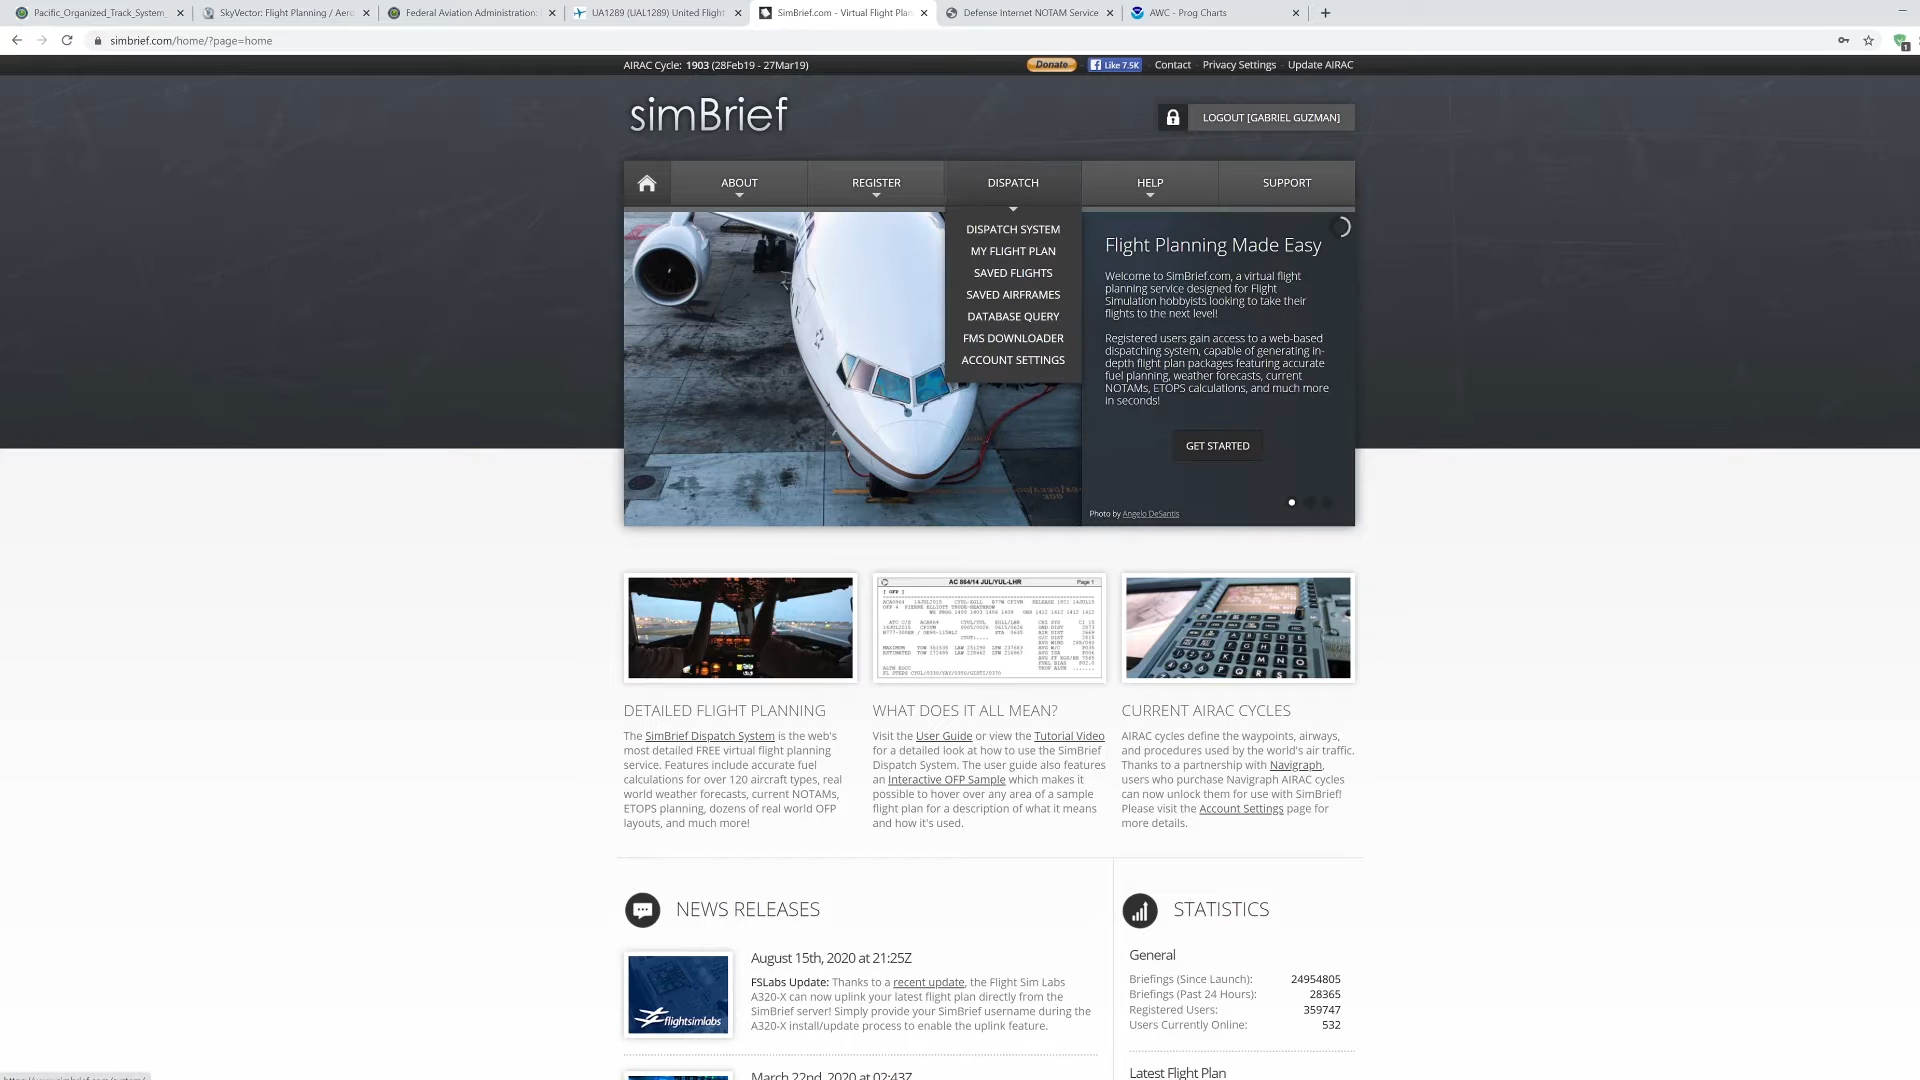 Pacific_Organized_Track_System_
SkyVector: Flight Planning / Aero
Federal Aviation Administration:
UA1289 (UAL1289) United Flight
SimBrief.com - Virtual Flight Plan
Defense Internet NOTAM Service
AWC - Prog Charts
simbrief.com/home/?page=home
AIRAC Cycle: 1903 (28Feb19 - 27Mar19)
Donate
Like 7.5K
Contact
Privacy Settings
Update AIRAC
simBrief
LOGOUT [GABRIEL GUZMAN]
ABOUT
REGISTER
DISPATCH
HELP
SUPPORT
DISPATCH SYSTEM
MY FLIGHT PLAN
SAVED FLIGHTS
SAVED AIRFRAMES
DATABASE QUERY
FMS DOWNLOADER
ACCOUNT SETTINGS
Flight Planning Made Easy
Welcome to SimBrief.com, a virtual flight
planning service designed for Flight
Simulation hobbyists looking to take their
flights to the next level!
Registered users gain access to a web-based
dispatching system, capable of generating in-
depth flight plan packages featuring accurate
fuel planning, weather forecasts, current
NOTAMs, ETOPS calculations, and much more
in seconds!
GET STARTED
Photo by Angelo DeSantis
AC 864/14 JUL/YUL-LHR
Page 1
[ OFP ]
DETAILED FLIGHT PLANNING
The SimBrief Dispatch System is the web's
most detailed FREE virtual flight planning
service. Features include accurate fuel
calculations for over 120 aircraft types, real
world weather forecasts, current NOTAMs,
ETOPS planning, dozens of real world OFP
layouts, and much more!
WHAT DOES IT ALL MEAN?
Visit the User Guide or view the Tutorial Video
for a detailed look at how to use the SimBrief
Dispatch System. The user guide also features
an Interactive OFP Sample which makes it
possible to hover over any area of a sample
flight plan for a description of what it means
and how it's used.
CURRENT AIRAC CYCLES
AIRAC cycles define the waypoints, airways,
and procedures used by the world's air traffic.
Thanks to a partnership with Navigraph,
users who purchase Navigraph AIRAC cycles
can now unlock them for use with SimBrief!
Please visit the Account Settings page for
more details.
NEWS RELEASES
August 15th, 2020 at 21:25Z
FSLabs Update: Thanks to a recent update, the Flight Sim Labs
A320-X can now uplink your latest flight plan directly from the
SimBrief server! Simply provide your SimBrief username during the
A320-X install/update process to enable the uplink feature.
flightsimlabs
March 22nd, 2020 at 02:43Z
STATISTICS
General
Briefings (Since Launch): 24954805
Briefings (Past 24 Hours): 28365
Registered Users: 359747
Users Currently Online: 532
Latest Flight Plan